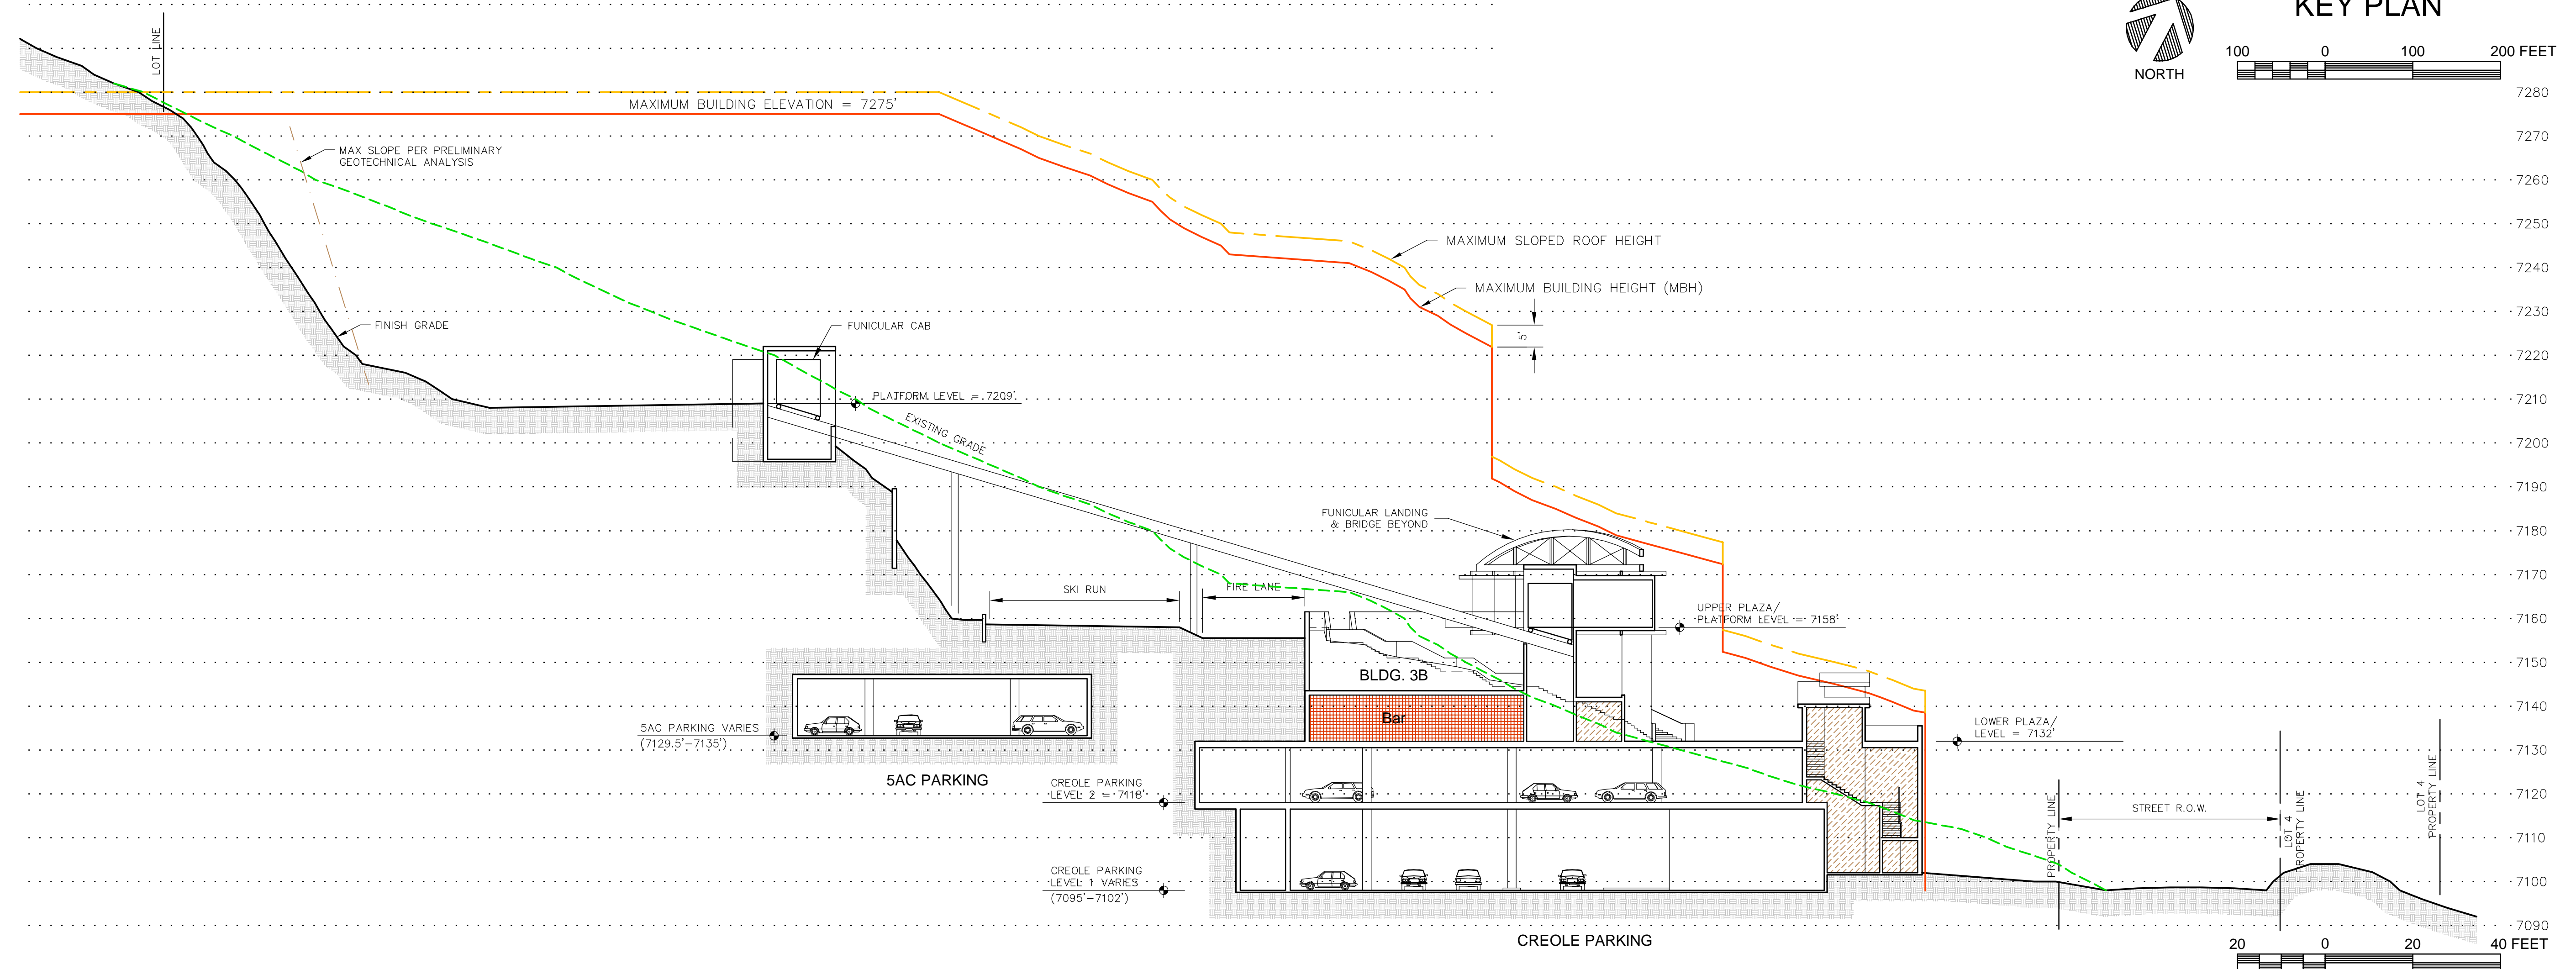 KEY PLAN
100 0 100 200 FEET
NORTH
LOT LINE
7280
MAXIMUM BUILDING ELEVATION = 7275'
7270
MAX SLOPE PER PRELIMINARY
GEOTECHNICAL ANALYSIS
7260
7250
MAXIMUM SLOPED ROOF HEIGHT
7240
MAXIMUM BUILDING HEIGHT (MBH)
7230
FINISH GRADE
FUNICULAR CAB
5'
7220
PLATFORM LEVEL = 7209'
7210
EXISTING GRADE
7200
7190
FUNICULAR LANDING
& BRIDGE BEYOND
7180
7170
SKI RUN
FIRE LANE
UPPER PLAZA/
PLATFORM LEVEL = 7158'
7160
7150
BLDG. 3B
7140
Bar
5AC PARKING VARIES
(7129.5'-7135')
LOWER PLAZA/
LEVEL = 7132'
7130
5AC PARKING
CREOLE PARKING
LEVEL 2 = 7118'
7120
PROPERTY LINE
STREET R.O.W.
LOT 4
PROPERTY LINE
LOT 4
PROPERTY LINE
7110
CREOLE PARKING
LEVEL 1 VARIES
(7095'-7102')
7100
7090
CREOLE PARKING
20 0 20 40 FEET